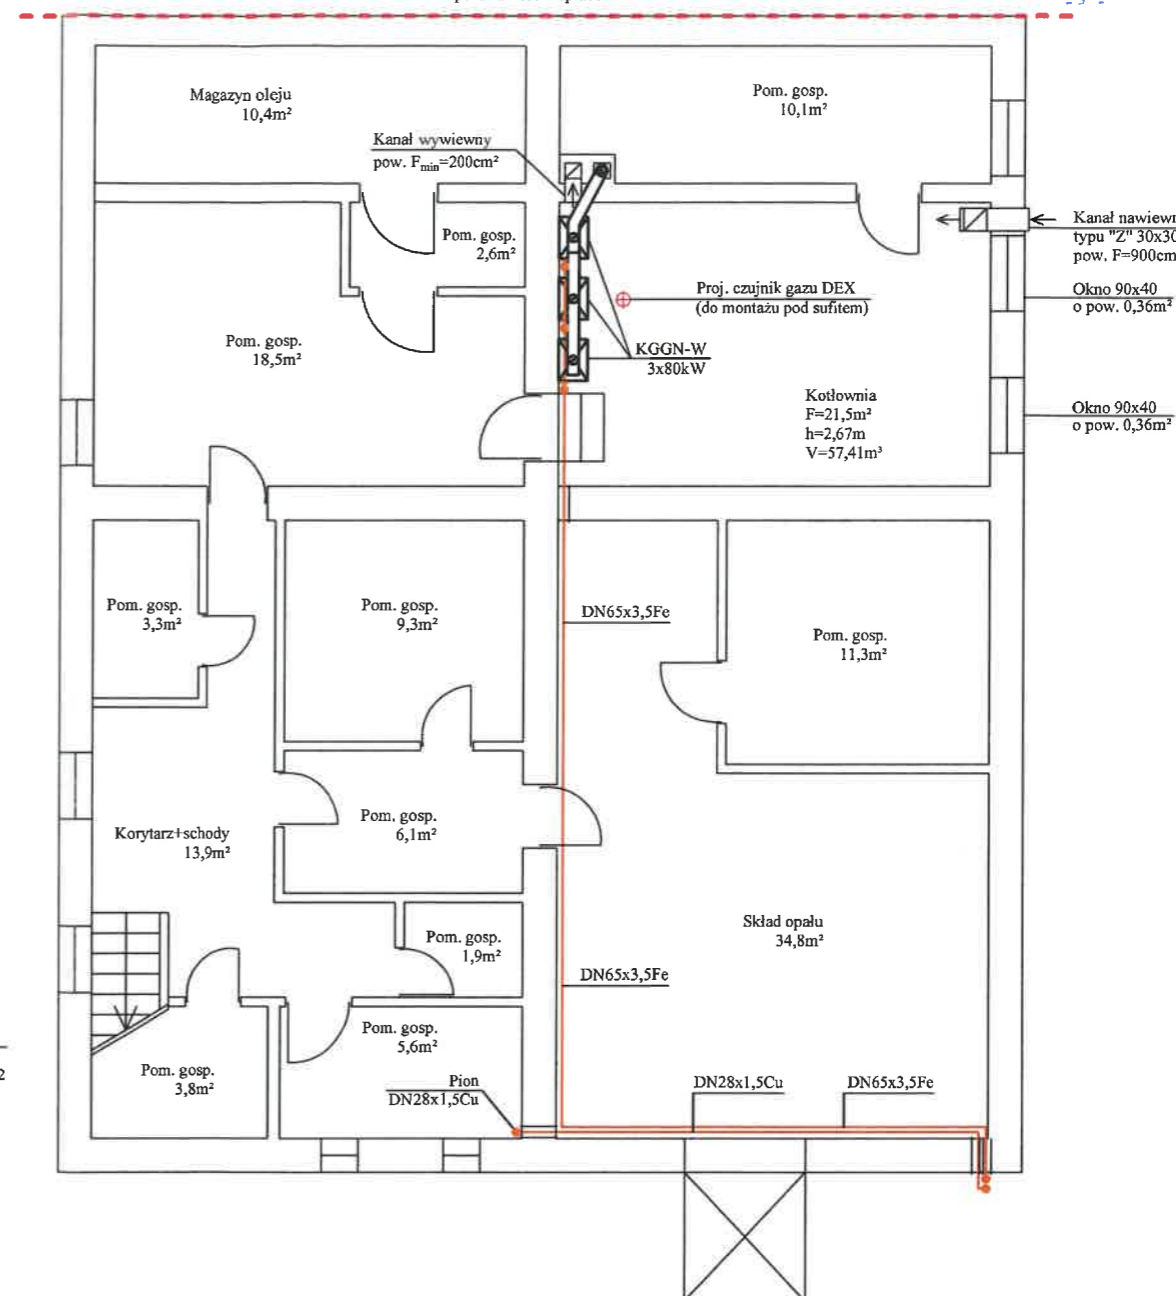 Magazyn oleju
10,4m²
Pom. gosp.
10,1m²
Kanał wywiewny
pow. Fmin=200cm²
Pom. gosp.
2,6m²
Kanał nawiewn
typu "Z" 30x30
pow. F=900cm
Proj. czujnik gazu DEX
(do montażu pod sufitem)
Okno 90x40
o pow. 0,36m²
Pom. gosp.
18,5m²
KGGN-W
3x80kW
Kotłownia
F=21,5m²
h=2,67m
V=57,41m³
Okno 90x40
o pow. 0,36m²
Pom. gosp.
3,3m²
Pom. gosp.
9,3m²
DN65x3,5Fe
Pom. gosp.
11,3m²
Korytarz+schody
13,9m²
Pom. gosp.
6,1m²
Pom. gosp.
1,9m²
Skład opału
34,8m²
DN65x3,5Fe
Pom. gosp.
5,6m²
Pom. gosp.
3,8m²
Pion
DN28x1,5Cu
DN28x1,5Cu
DN65x3,5Fe
2